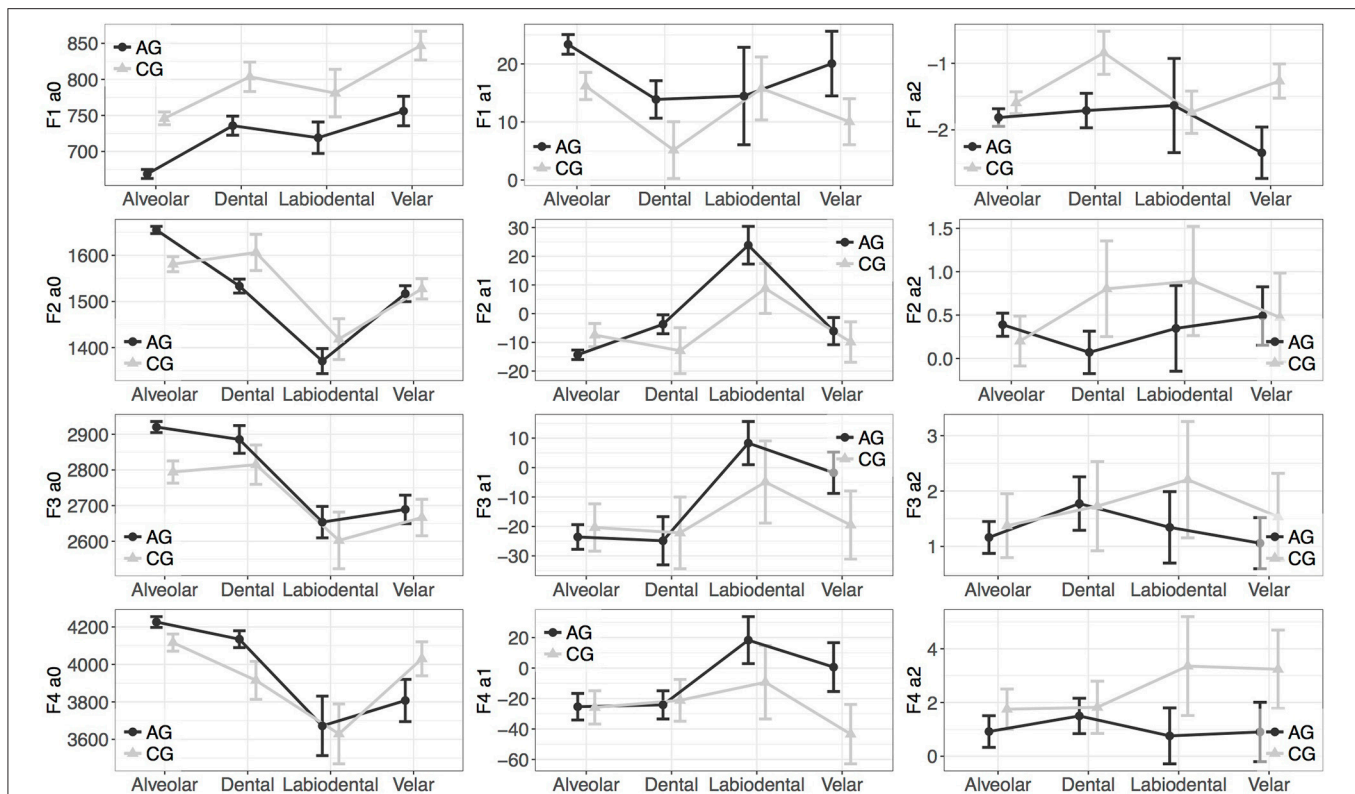 F1 a0
850
800
750
700
AG
CG
Alveolar Dental Labiodental Velar
F1 a1
20
10
0
AG
CG
Alveolar Dental Labiodental Velar
F1 a2
−1
−2
AG
CG
Alveolar Dental Labiodental Velar
F2 a0
1600
1500
1400
AG
CG
Alveolar Dental Labiodental Velar
F2 a1
30
20
10
0
−10
−20
AG
CG
Alveolar Dental Labiodental Velar
F2 a2
1.5
1.0
0.5
0.0
AG
CG
Alveolar Dental Labiodental Velar
F3 a0
2900
2800
2700
2600
AG
CG
Alveolar Dental Labiodental Velar
F3 a1
10
0
−10
−20
−30
AG
CG
Alveolar Dental Labiodental Velar
F3 a2
3
2
1
AG
CG
Alveolar Dental Labiodental Velar
F4 a0
4200
4000
3800
3600
AG
CG
Alveolar Dental Labiodental Velar
F4 a1
20
0
−20
−40
−60
AG
CG
Alveolar Dental Labiodental Velar
F4 a2
4
2
0
AG
CG
Alveolar Dental Labiodental Velar